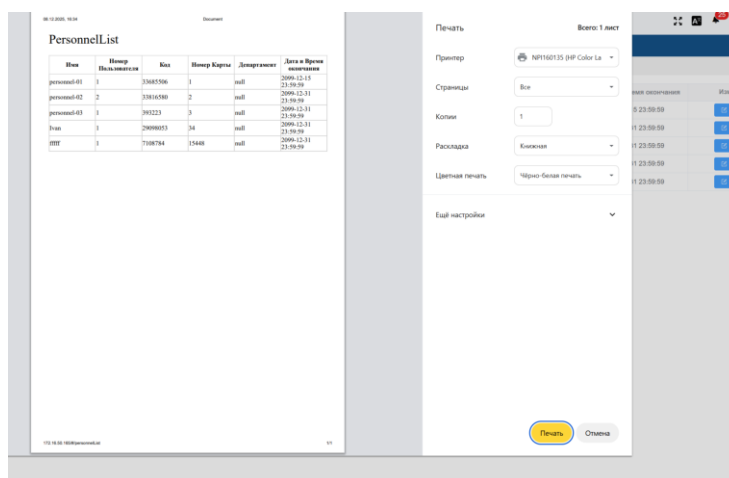 09.12.2020, 16:04 Document
PersonnelList
Имя Номер Пользователя Код Номер Карты Департамент Дата и Время окончания
personnel-01 1 33685506 1 null 2099-12-15 23:59:59
personnel-02 2 33816580 2 null 2099-12-31 23:59:59
personnel-03 1 393223 3 null 2099-12-31 23:59:59
Ivan 1 29098053 34 null 2099-12-31 23:59:59
fffff 1 7108784 15448 null 2099-12-31 23:59:59
1/1
Печать Всего: 1 лист
Принтер NPI160135 (HP Color La
Страницы Все
Копии 1
Раскладка Книжная
Цветная печать Чёрно-белая печать
Ещё настройки
Печать Отмена
25
емя окончания Из
5 23:59:59
1 23:59:59
1 23:59:59
1 23:59:59
1 23:59:59